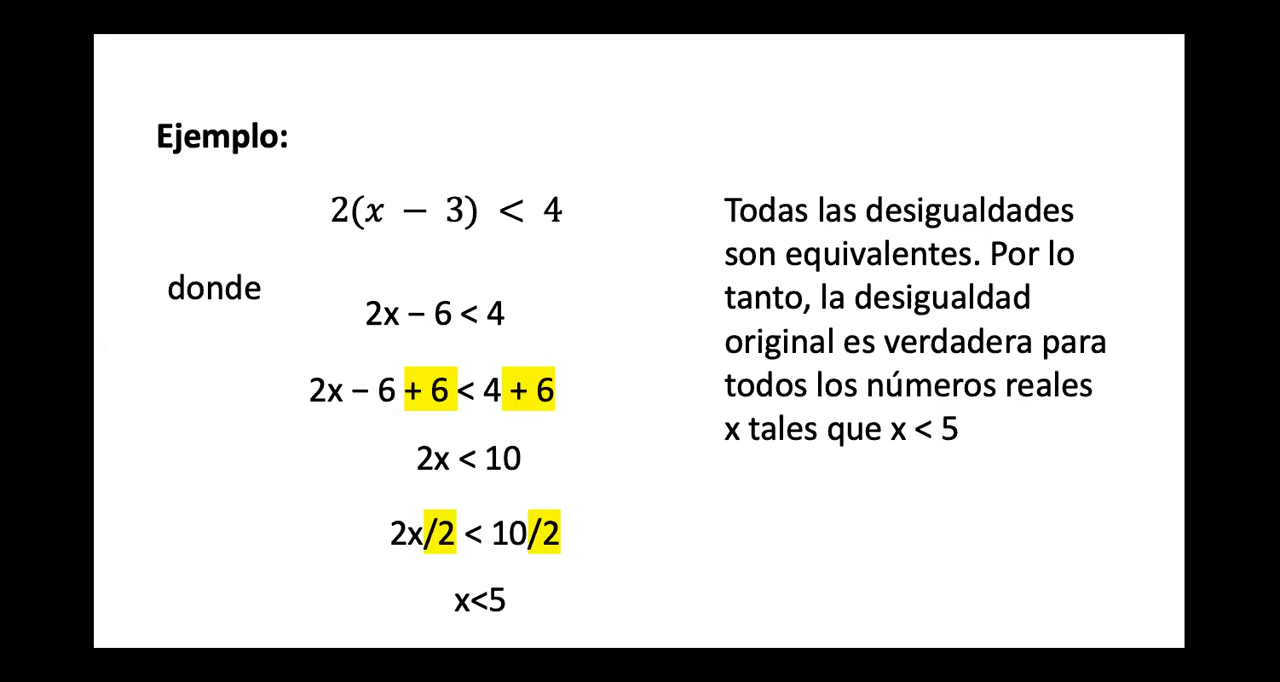 Ejemplo:
2(x − 3) < 4
donde
2x − 6 < 4
2x − 6 + 6 < 4 + 6
2x < 10
2x/2 < 10/2
x<5
Todas las desigualdades
son equivalentes. Por lo
tanto, la desigualdad
original es verdadera para
todos los números reales
x tales que x < 5